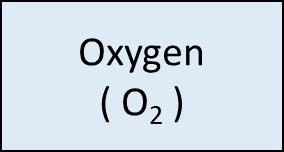 Oxygen
( O₂ )